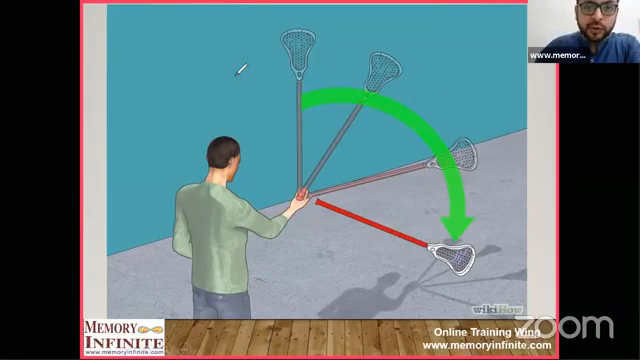 www.memor...
wikiHow
MEMORY
INFINITE
www.memoryinfinite.com
Online Training Wing
www.memoryinfinite.com
zoom